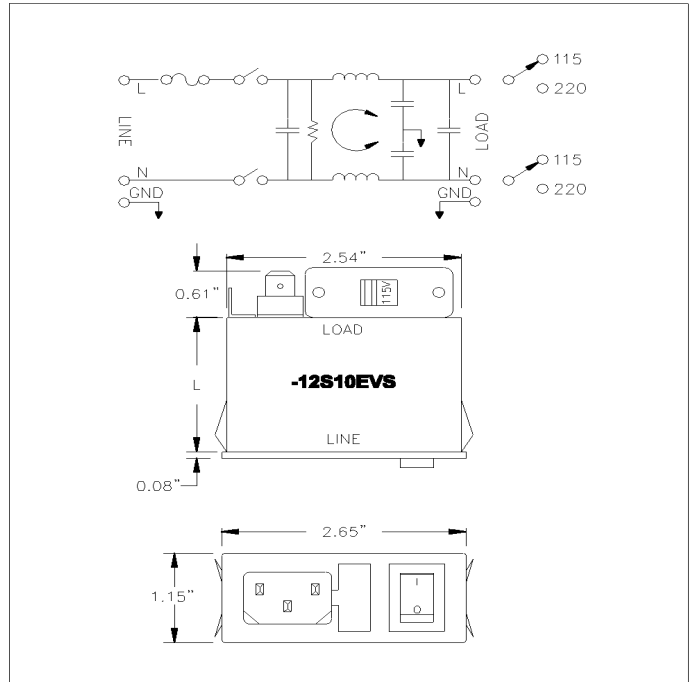 115
L
L
220
LINE
LOAD
115
N
N
GND
GND
220
2.54"
0.61"
115V
LOAD
L
-12S10EVS
LINE
0.08"
2.65"
1.15"
I
O